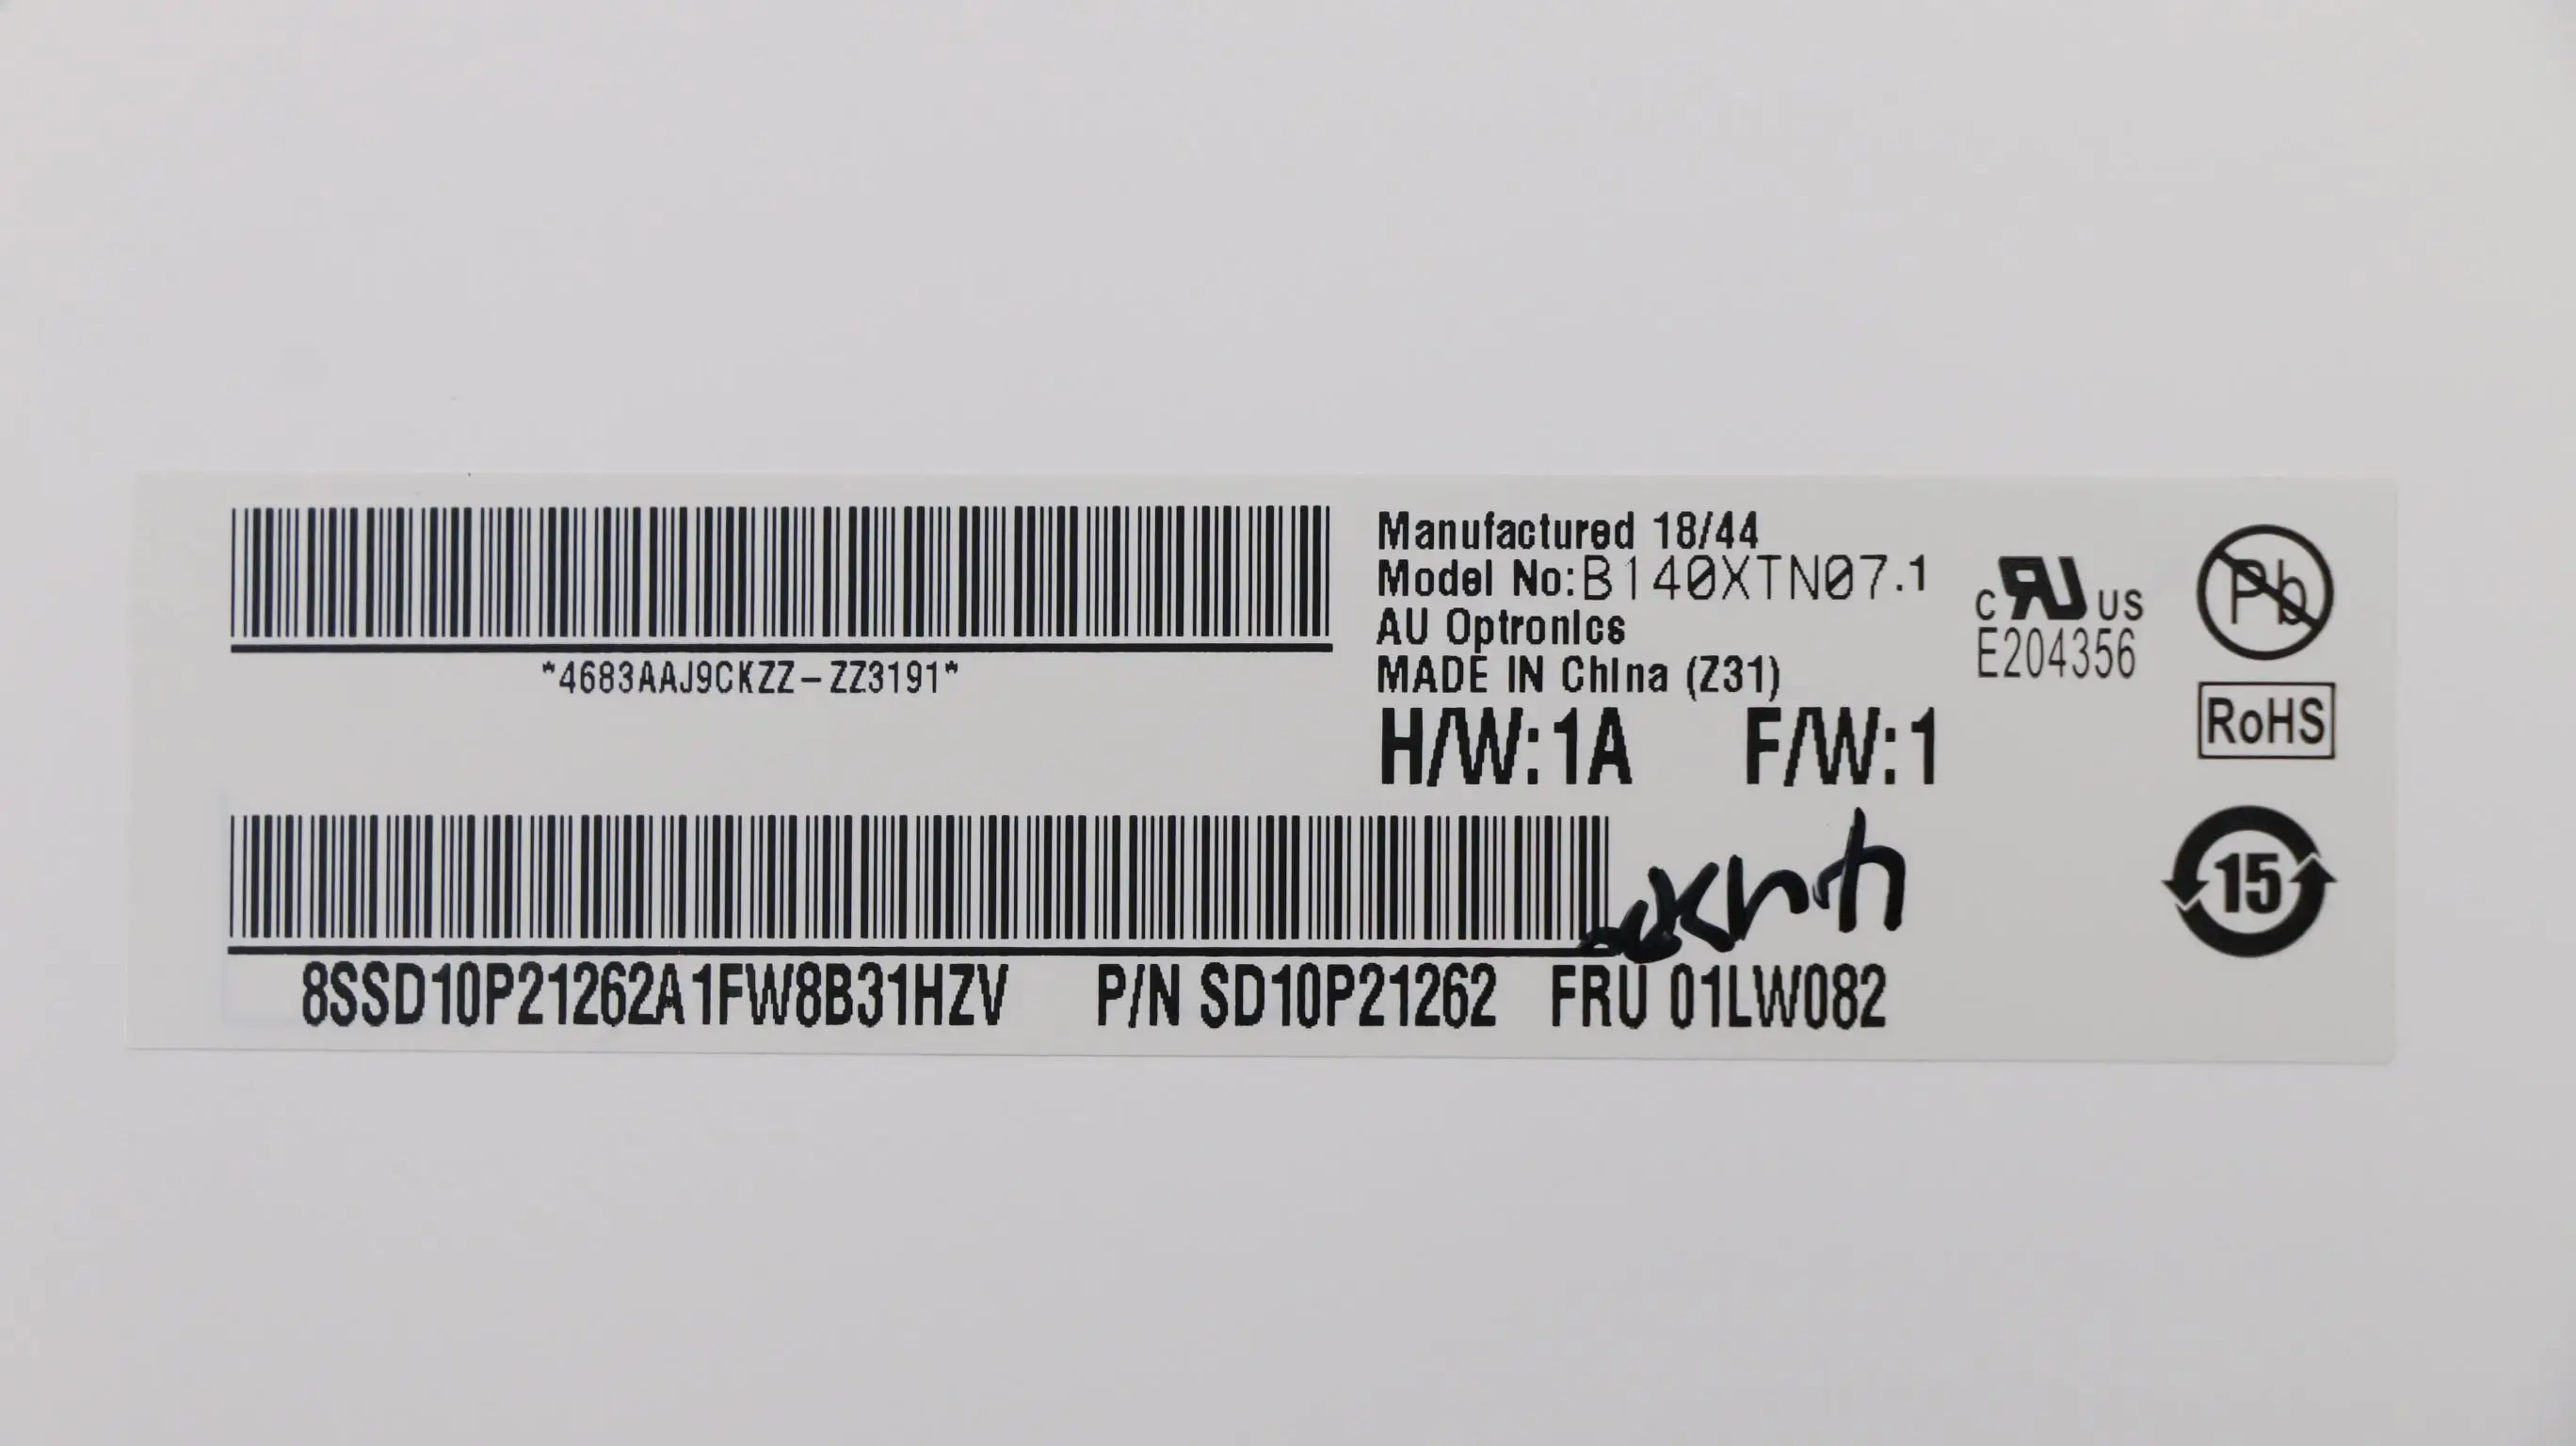 Manufactured 18/44
Model No:B140XTN07.1
AU Optronics
MADE IN China (Z31)
*4683AAJ9CKZZ-ZZ3191*
H/W:1A F/W:1
c RU US
E204356
Pb
RoHS
15
8SSD10P21262A1FW8B31HZV P/N SD10P21262 FRU 01LW082